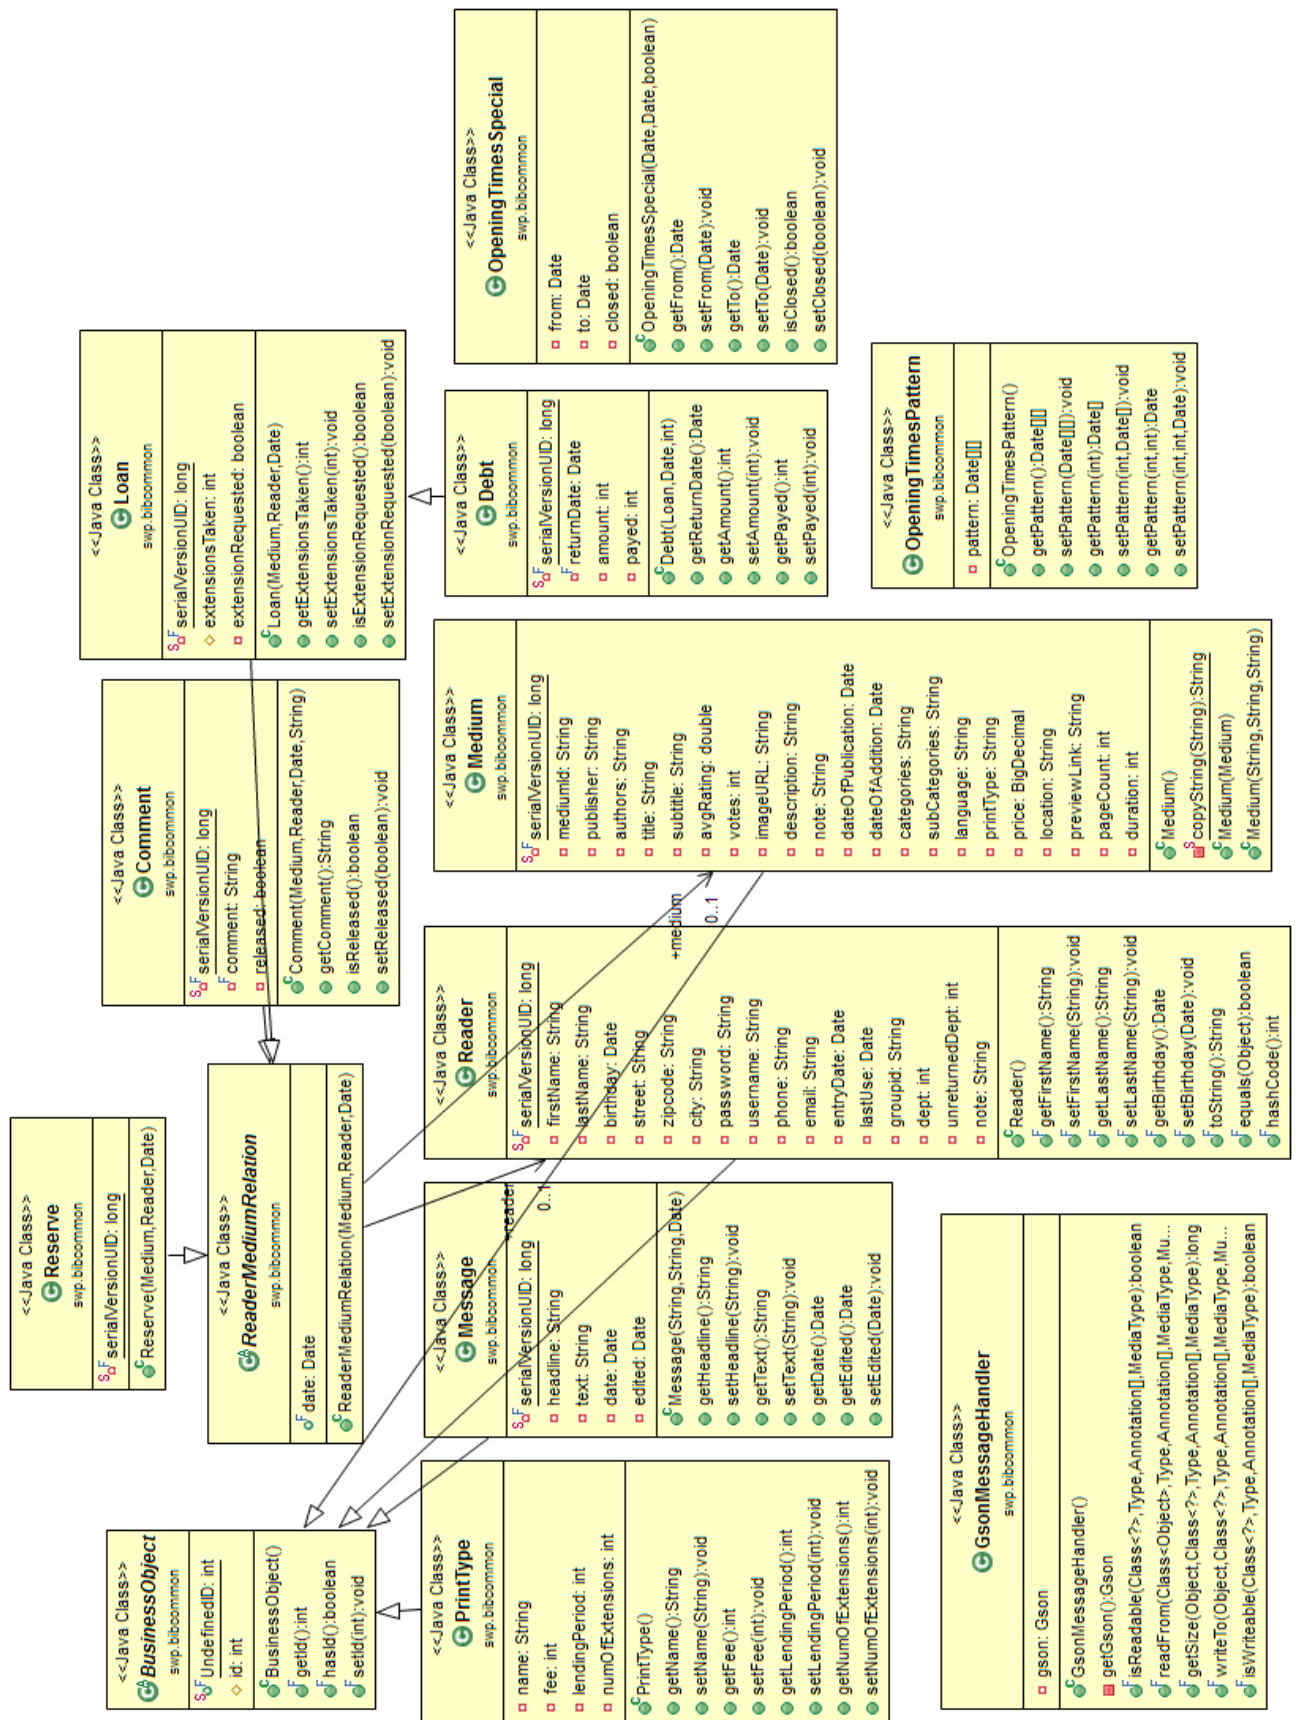 <<Java Class>>
BusinessObject
swp.bibcommon
UndefinedID: int
id: int
BusinessObject()
getId():int
hasId():boolean
setId(int):void
<<Java Class>>
Reserve
swp.bibcommon
serialVersionUID: long
Reserve(Medium,Reader,Date)
<<Java Class>>
ReaderMediumRelation
swp.bibcommon
date: Date
ReaderMediumRelation(Medium,Reader,Date)
<<Java Class>>
Comment
swp.bibcommon
serialVersionUID: long
comment: String
released: boolean
Comment(Medium,Reader,Date,String)
getComment():String
isReleased():boolean
setReleased(boolean):void
<<Java Class>>
Loan
swp.bibcommon
serialVersionUID: long
extensionsTaken: int
extensionRequested: boolean
Loan(Medium,Reader,Date)
getExtensionsTaken():int
setExtensionsTaken(int):void
isExtensionRequested():boolean
setExtensionRequested(boolean):void
<<Java Class>>
PrintType
swp.bibcommon
name: String
fee: int
lendingPeriod: int
numOfExtensions: int
PrintType()
getName():String
setName(String):void
getFee():int
setFee(int):void
getLendingPeriod():int
setLendingPeriod(int):void
getNumOfExtensions():int
setNumOfExtensions(int):void
<<Java Class>>
Message
swp.bibcommon
serialVersionUID: long
headline: String
text: String
date: Date
edited: Date
Message(String,String,Date)
getHeadline():String
setHeadline(String):void
getText():String
setText(String):void
getDate():Date
getEdited():Date
setEdited(Date):void
+reader
0..1
<<Java Class>>
Reader
swp.bibcommon
serialVersionUID: long
firstName: String
lastName: String
birthday: Date
street: String
zipcode: String
city: String
password: String
username: String
phone: String
email: String
entryDate: Date
lastUse: Date
groupid: String
dept: int
unreturnedDept: int
note: String
Reader()
getFirstName():String
setFirstName(String):void
getLastName():String
setLastName(String):void
getBirthday():Date
setBirthday(Date):void
toString():String
equals(Object):boolean
hashCode():int
+medium
0..1
<<Java Class>>
Medium
swp.bibcommon
serialVersionUID: long
mediumId: String
publisher: String
authors: String
title: String
subtitle: String
avgRating: double
votes: int
imageURL: String
description: String
note: String
dateOfPublication: Date
dateOfAddition: Date
categories: String
subCategories: String
language: String
printType: String
price: BigDecimal
location: String
previewLink: String
pageCount: int
duration: int
Medium()
copyString(String):String
Medium(Medium)
Medium(String,String,String)
<<Java Class>>
Debt
swp.bibcommon
serialVersionUID: long
returnDate: Date
amount: int
payed: int
Debt(Loan,Date,int)
getReturnDate():Date
getAmount():int
setAmount(int):void
getPayed():int
setPayed(int):void
<<Java Class>>
OpeningTimesSpecial
swp.bibcommon
from: Date
to: Date
closed: boolean
OpeningTimesSpecial(Date,Date,boolean)
getFrom():Date
setFrom(Date):void
getTo():Date
setTo(Date):void
isClosed():boolean
setClosed(boolean):void
<<Java Class>>
GsonMessageHandler
swp.bibcommon
gson: Gson
GsonMessageHandler()
getGson():Gson
isReadable(Class<?>,Type,Annotation[],MediaType):boolean
readFrom(Class<Object>,Type,Annotation[],MediaType,Mu...
getSize(Object,Class<?>,Type,Annotation[],MediaType):long
writeTo(Object,Class<?>,Type,Annotation[],MediaType,Mu...
isWriteable(Class<?>,Type,Annotation[],MediaType):boolean
<<Java Class>>
OpeningTimesPattern
swp.bibcommon
pattern: Date[][]
OpeningTimesPattern()
getPattern():Date[][]
setPattern(Date[][]):void
getPattern(int):Date[]
setPattern(int,Date[]):void
getPattern(int,int):Date
setPattern(int,int,Date):void